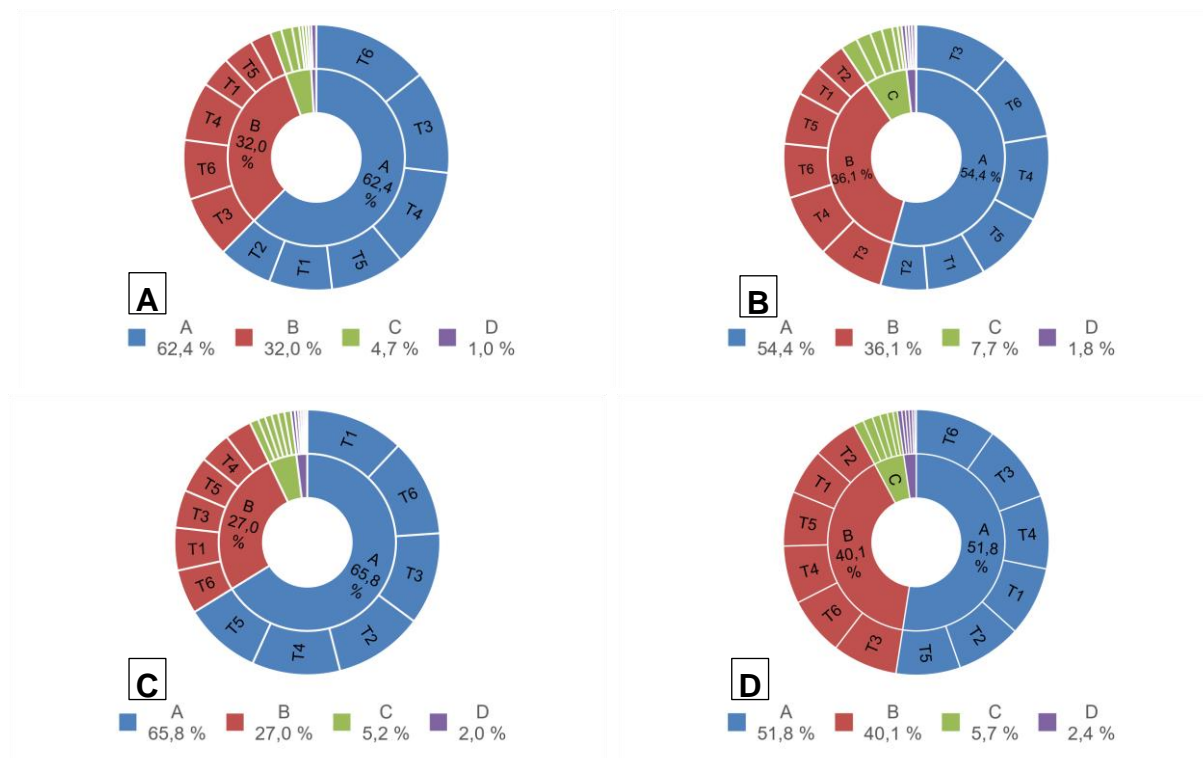 T6
T3
T4
T5
T1
T2
T3
T6
T4
T1
T5
A
62,4
%
B
32,0
%
A
A
62,4 %
B
32,0 %
C
4,7 %
D
1,0 %
T3
T6
T4
T5
T1
T2
T3
T4
T6
T5
T1
T2
A
54,4 %
B
36,1 %
C
B
A
54,4 %
B
36,1 %
C
7,7 %
D
1,8 %
T1
T6
T3
T2
T4
T5
T6
T1
T3
T5
T4
A
65,8
%
B
27,0
%
C
A
65,8 %
B
27,0 %
C
5,2 %
D
2,0 %
T6
T3
T4
T1
T2
T5
T3
T6
T4
T5
T1
T2
A
51,8
%
B
40,1
%
C
D
A
51,8 %
B
40,1 %
C
5,7 %
D
2,4 %